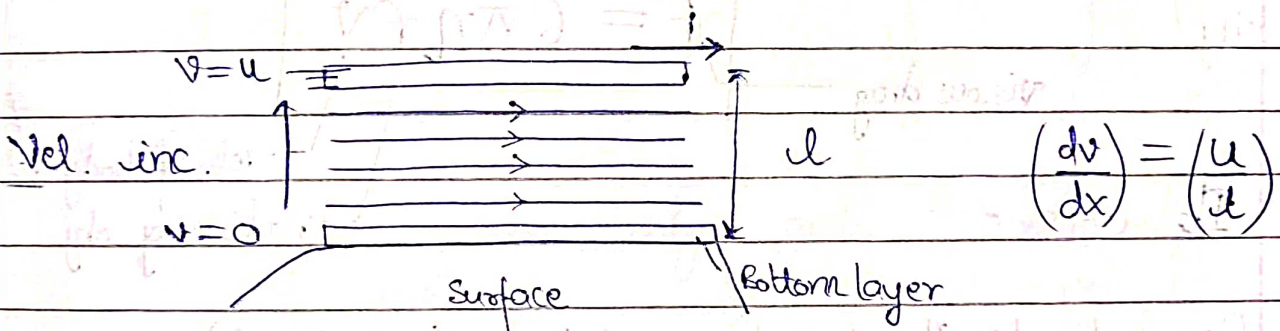 v=u
Vel. inc.
l
(dv/dx) = (u/l)
v=0
Surface
Bottom layer